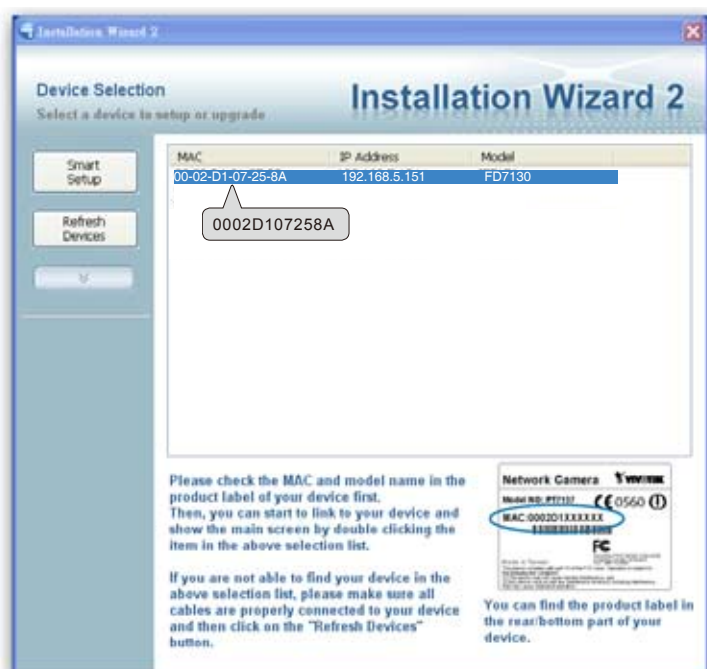 Installation Wizard 2
Device Selection
Select a device to setup or upgrade
Installation Wizard 2
Smart
Setup
Refresh
Devices
MAC IP Address Model
00-02-D1-07-25-8A 192.168.5.151 FD7130
0002D107258A
Please check the MAC and model name in the
product label of your device first.
Then, you can start to link to your device and
show the main screen by double clicking the
item in the above selection list.
If you are not able to find your device in the
above selection list, please make sure all
cables are properly connected to your device
and then click on the "Refresh Devices"
button.
Network Camera VIVOTEK
Model NO: PT7137 CE0560
MAC:0002D1XXXXXX
FC
You can find the product label in
the rear/bottom part of your
device.